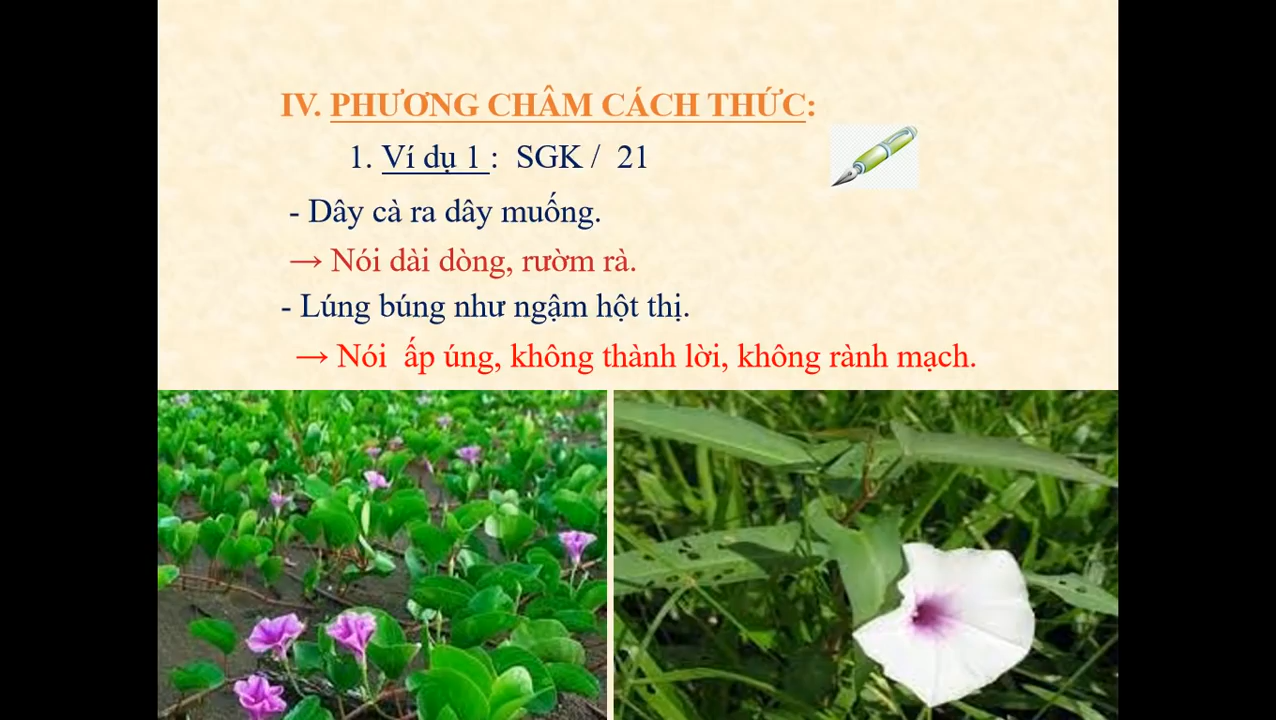 IV. PHƯƠNG CHÂM CÁCH THỨC:
1. Ví dụ 1 : SGK / 21
- Dây cà ra dây muống.
→ Nói dài dòng, rườm rà.
- Lúng búng như ngậm hột thị.
→ Nói ấp úng, không thành lời, không rành mạch.